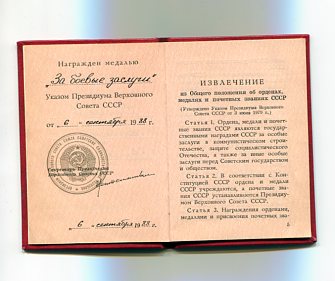 Награжден медалью
„За боевые заслуги"
Указом Президиума Верховного
Совета СССР
от „ 6 „ сентября 1988 г.
Секретарь Президиума
Верховного Совета СССР
„ 6 „ сентября 1988 г.
ИЗВЛЕЧЕНИЕ
из Общего положения об орденах,
медалях и почетных званиях СССР
(Утверждено Указом Президиума Верховного
Совета СССР от 3 июля 1979 г.)
Статья 1. Ордена, медали и почет-
ные звания СССР являются го-
сударственными наградами СССР за особые
заслуги в коммунистическом строи-
тельстве, защите социалистического
Отечества, а также за иные особые
заслуги перед Советским государством
и обществом.
Статья 2. В соответствии с Кон-
ституцией СССР ордена и медали
СССР учреждаются, а почетные зва-
ния СССР устанавливаются Президиу-
мом Верховного Совета СССР.
Статья 3. Награждения орденами,
медалями и присвоения почетных зва-